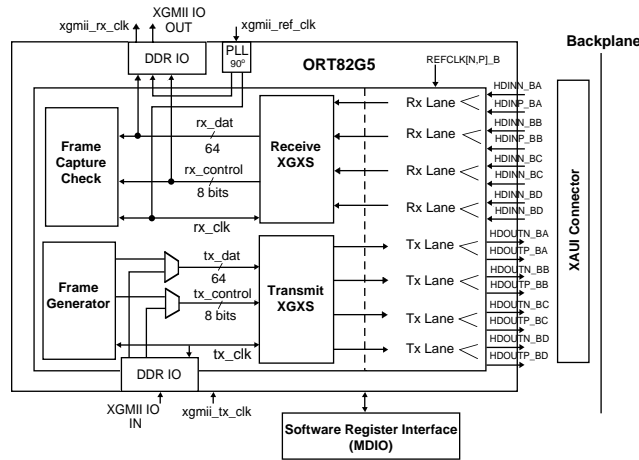 XGMII IO
OUT
xgmii_rx_clk
xgmii_ref_clk
DDR IO
PLL
90°
ORT82G5
REFCLK[N,P]_B
Backplane
Frame
Capture
Check
rx_dat
64
rx_control
8 bits
rx_clk
Receive
XGXS
Rx Lane
Rx Lane
Rx Lane
Rx Lane
HDINN_BA
HDINP_BA
HDINN_BB
HDINP_BB
HDINN_BC
HDINN_BC
HDINN_BD
HDINN_BD
Frame
Generator
tx_dat
64
tx_control
8 bits
tx_clk
Transmit
XGXS
Tx Lane
Tx Lane
Tx Lane
Tx Lane
HDOUTN_BA
HDOUTP_BA
HDOUTN_BB
HDOUTP_BB
HDOUTN_BC
HDOUTP_BC
HDOUTN_BD
HDOUTP_BD
XAUI Connector
DDR IO
XGMII IO
IN
xgmii_tx_clk
Software Register Interface
(MDIO)